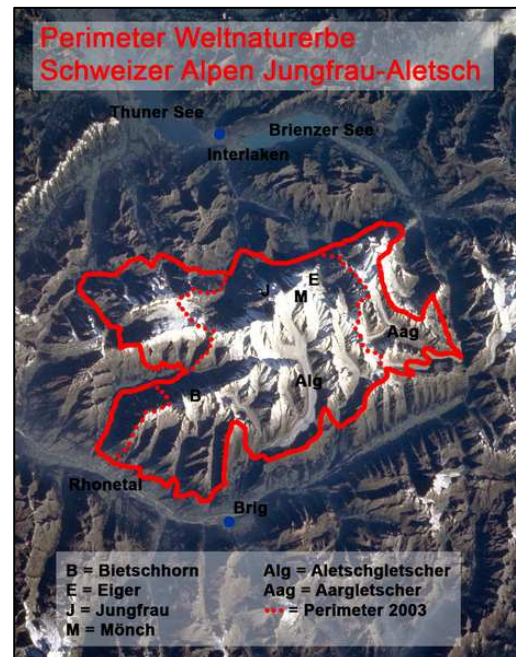 Perimeter Weltnaturerbe
Schweizer Alpen Jungfrau-Aletsch
Thuner See
Brienzer See
Interlaken
E
J
M
Aag
Alg
B
Rhonetal
Brig
B = Bietschhorn
E = Eiger
J = Jungfrau
M = Mönch
Alg = Aletschgletscher
Aag = Aargletscher
••• = Perimeter 2003